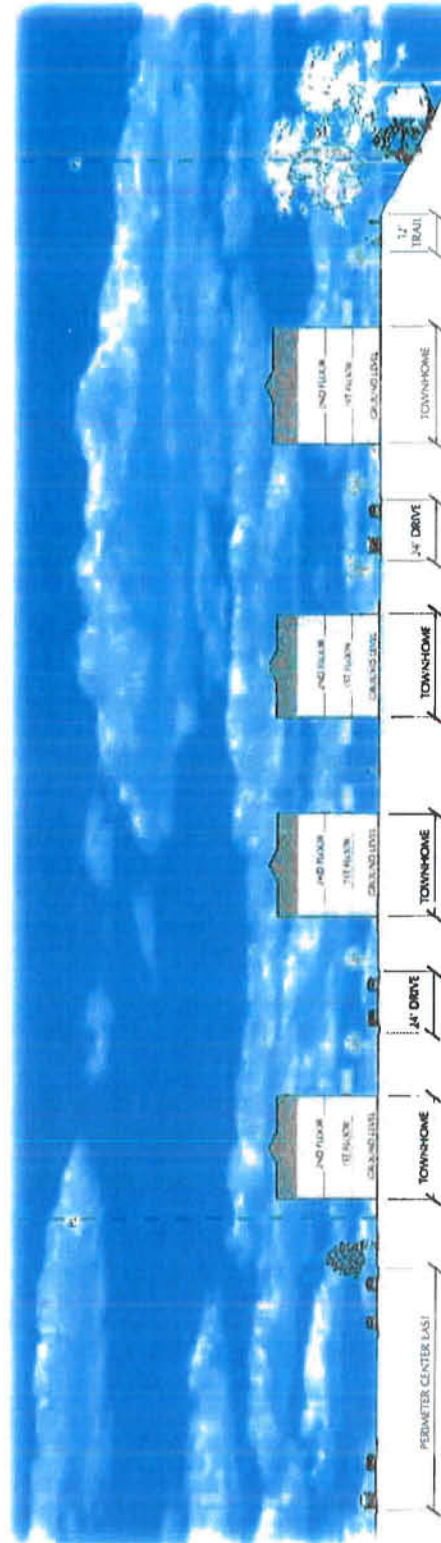 2ND FLOOR
1ST FLOOR
GROUND LEVEL
2ND FLOOR
1ST FLOOR
GROUND LEVEL
2ND FLOOR
1ST FLOOR
GROUND LEVEL
2ND FLOOR
1ST FLOOR
GROUND LEVEL
PERIMETER CENTER EAST
TOWNHOME
24' DRIVE
TOWNHOME
TOWNHOME
24' DRIVE
TOWNHOME
12'
TRAIL